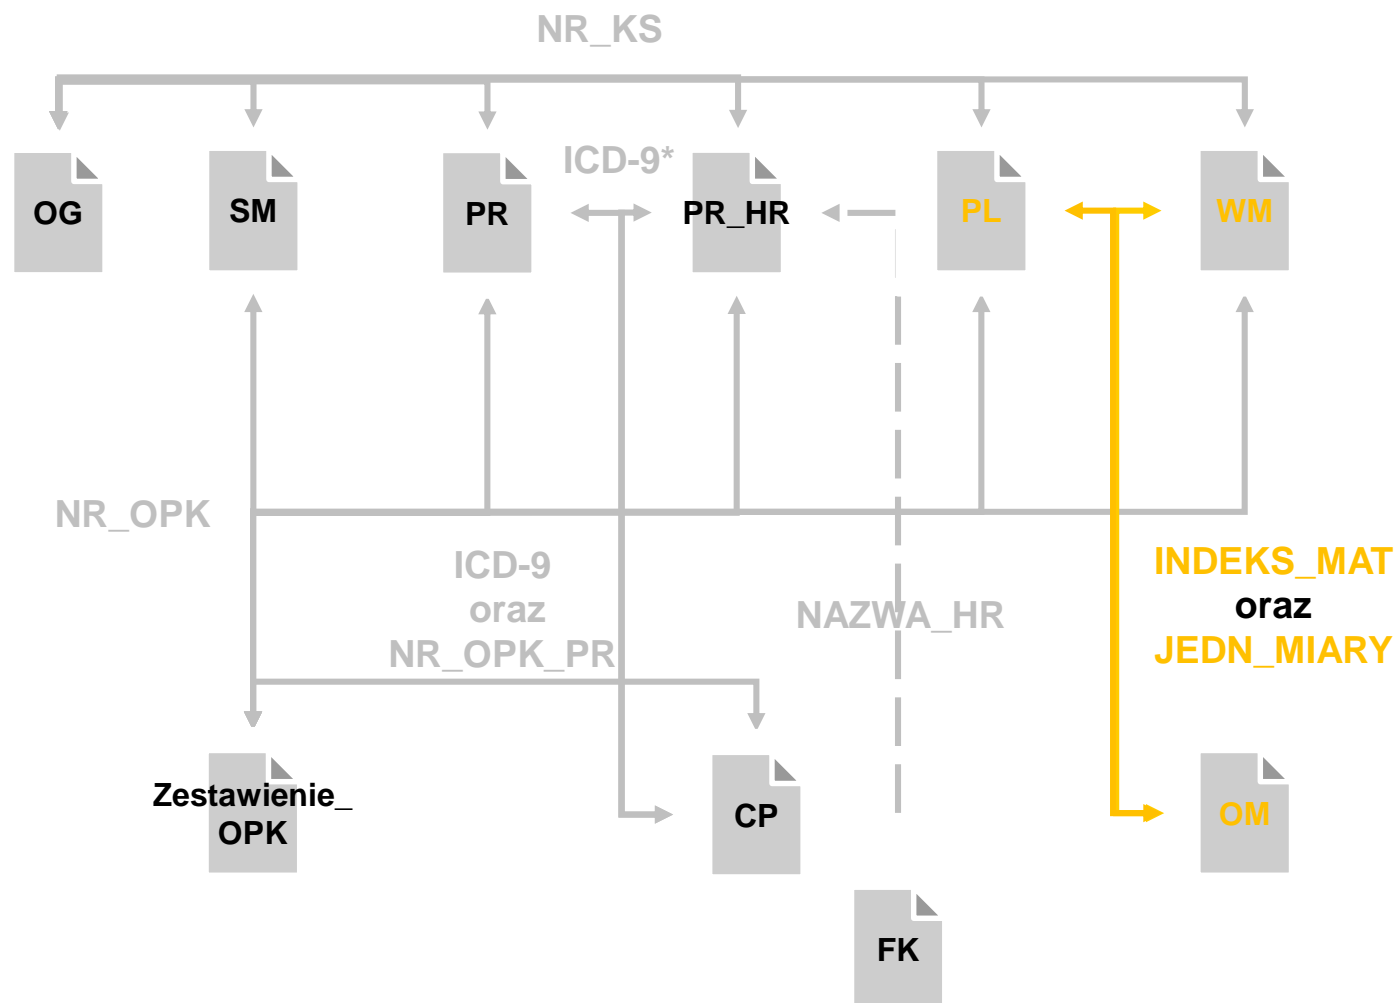 NR_KS
ICD-9*
OG
SM
PR
PR_HR
PL
WM
NR_OPK
ICD-9
oraz
NR_OPK_PR
NAZWA_HR
INDEKS_MAT
oraz
JEDN_MIARY
Zestawienie_
OPK
CP
OM
FK